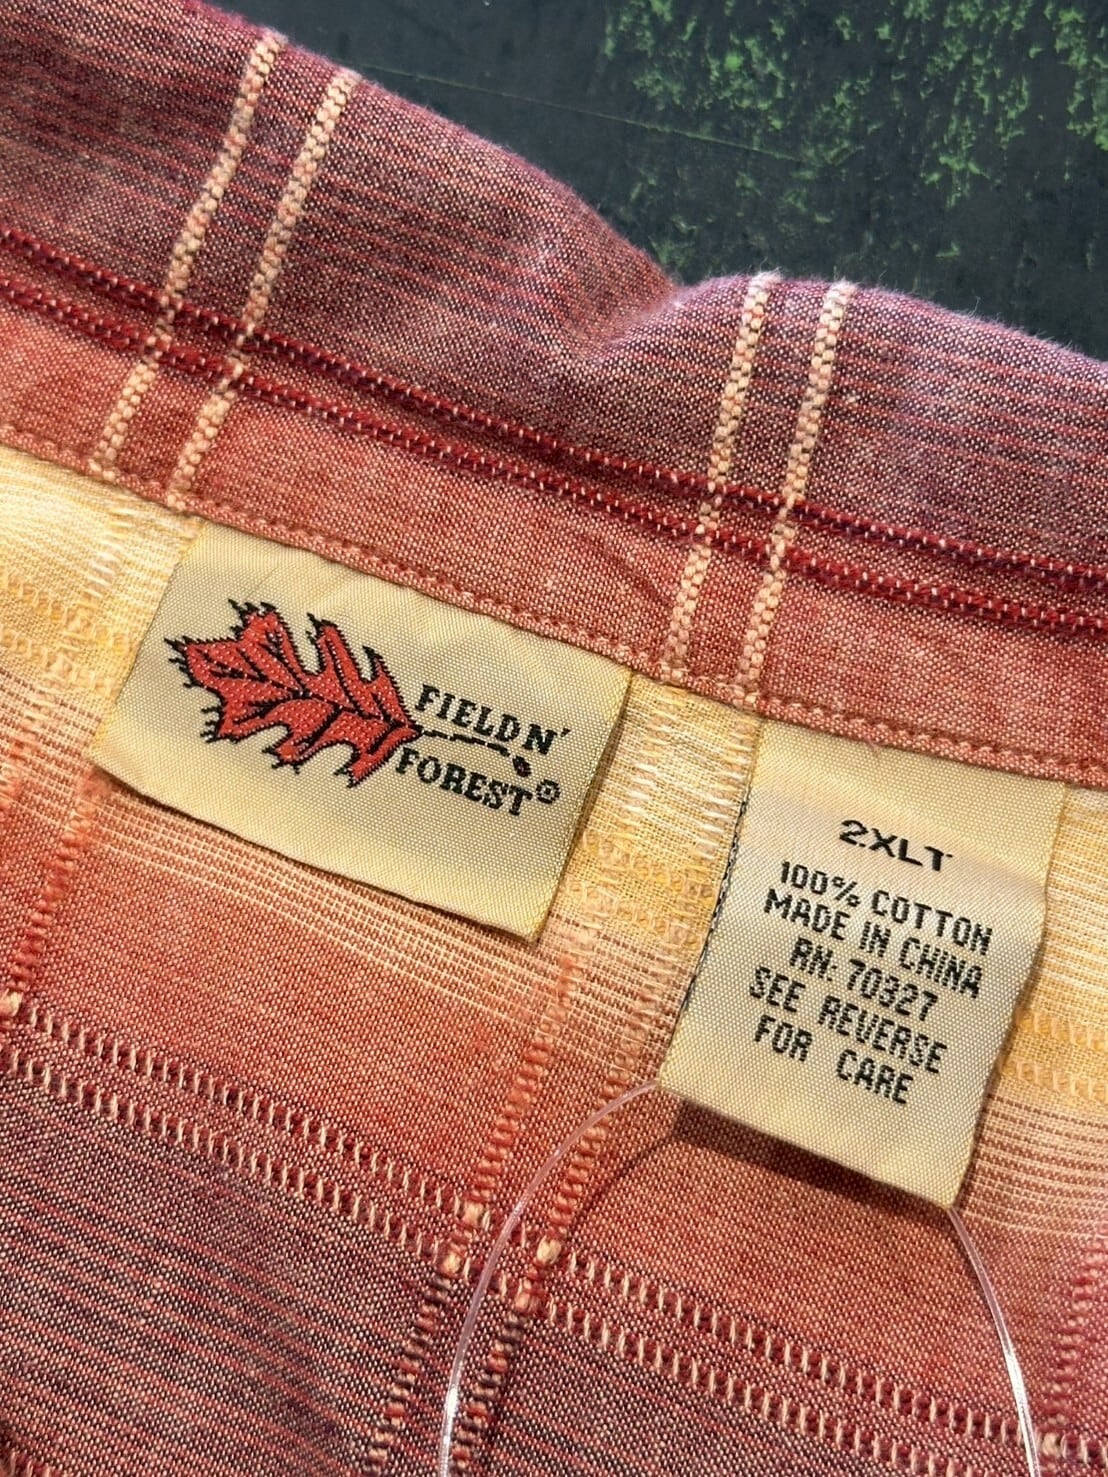 FIELD N'
FOREST®
2XLT
100% COTTON
MADE IN CHINA
RN: 70327
SEE REVERSE
FOR CARE